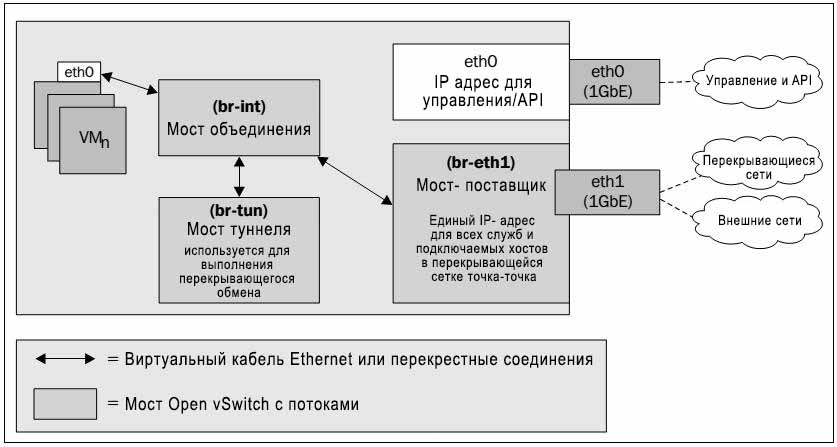 eth0
VMn
(br-int)
Мост объединения
(br-tun)
Мост туннеля
используется для
выполнения
перекрывающегося
обмена
eth0
IP адрес для
управления/API
eth0
(1GbE)
Управление и API
(br-eth1)
Мост- поставщик
Единый IP- адрес
для всех служб и
подключаемых хостов
в перекрывающейся
сетке точка-точка
eth1
(1GbE)
Перекрывающиеся
сети
Внешние сети
= Виртуальный кабель Ethernet или перекрестные соединения
= Мост Open vSwitch с потоками